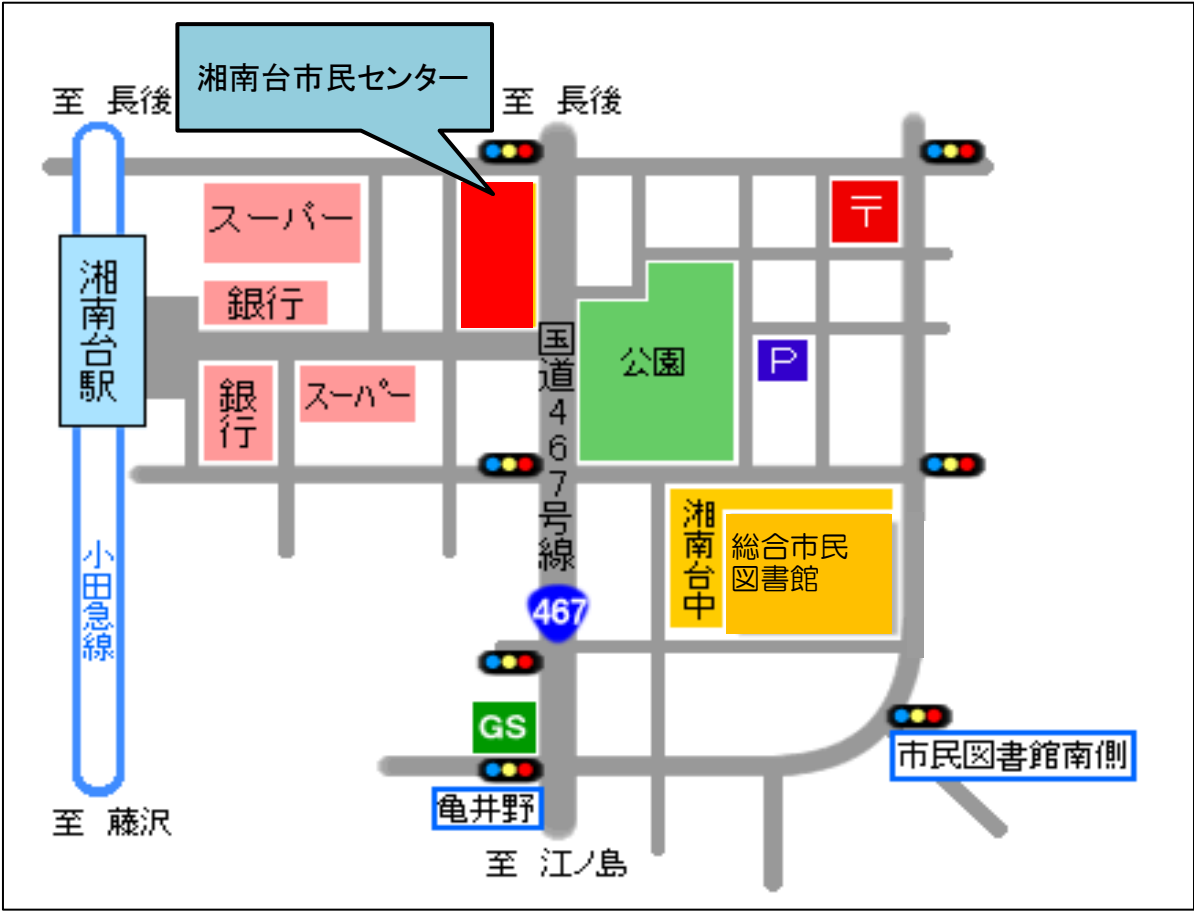 湘南台市民センター
至 長後
至 長後
スーパー
〒
湘南台駅
銀行
国道467号線
公園
P
銀行
スーパー
湘南台中
総合市民
図書館
小田急線
467
GS
市民図書館南側
亀井野
至 藤沢
至 江ノ島